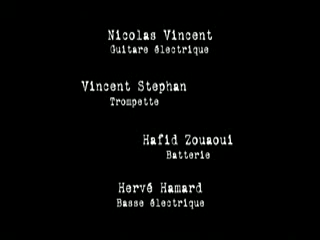 Nicolas Vincent
Guitare électrique
Vincent Stephan
Trompette
Hafid Zouaoui
Batterie
Hervé Hamard
Basse électrique